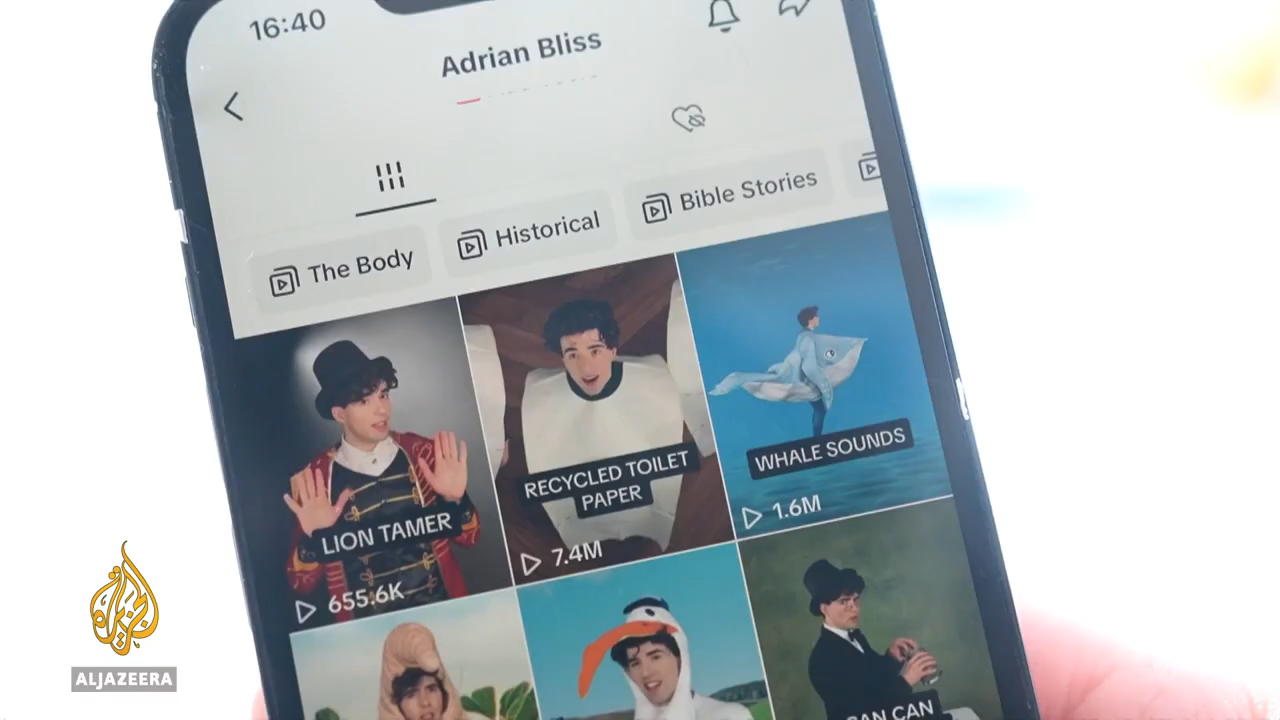 16:40
Adrian Bliss
The Body
Historical
Bible Stories
LION TAMER
655.6K
RECYCLED TOILET
PAPER
7.4M
WHALE SOUNDS
1.6M
CAN CAN
الجزيرة
ALJAZEERA